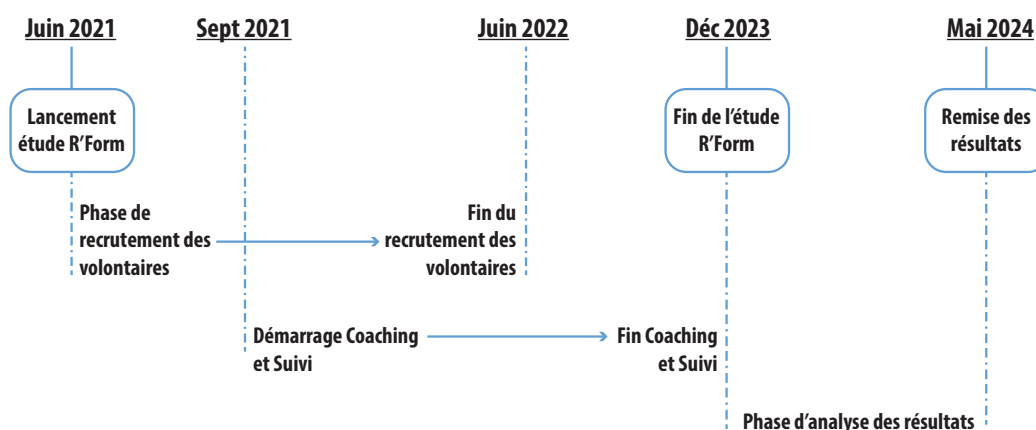 Juin 2021
Sept 2021
Juin 2022
Déc 2023
Mai 2024
Lancement
étude R'Form
Fin de l'étude
R'Form
Remise des
résultats
Phase de
recrutement des
volontaires
Fin du
recrutement des
volontaires
Démarrage Coaching
et Suivi
Fin Coaching
et Suivi
Phase d'analyse des résultats